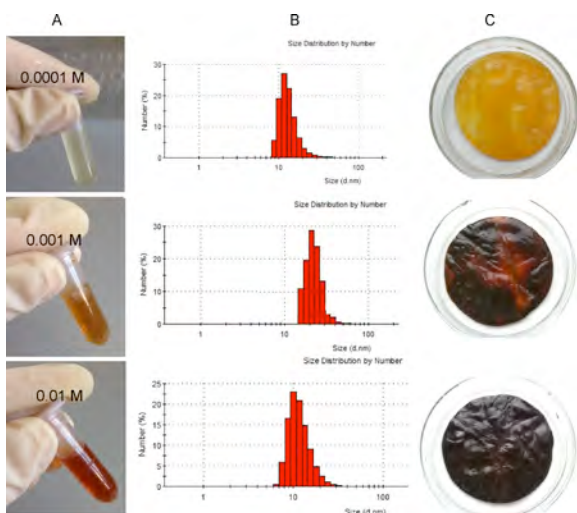 A B C
0.0001 M
Size Distribution by Number
Number (%)
30
20
10
0
1 10 100
Size (d.nm)
0.001 M
Size Distribution by Number
Number (%)
30
20
10
0
1 10 100
Size (d.nm)
0.01 M
Size Distribution by Number
Number (%)
25
20
15
10
5
0
1 10 100
Size (d.nm)